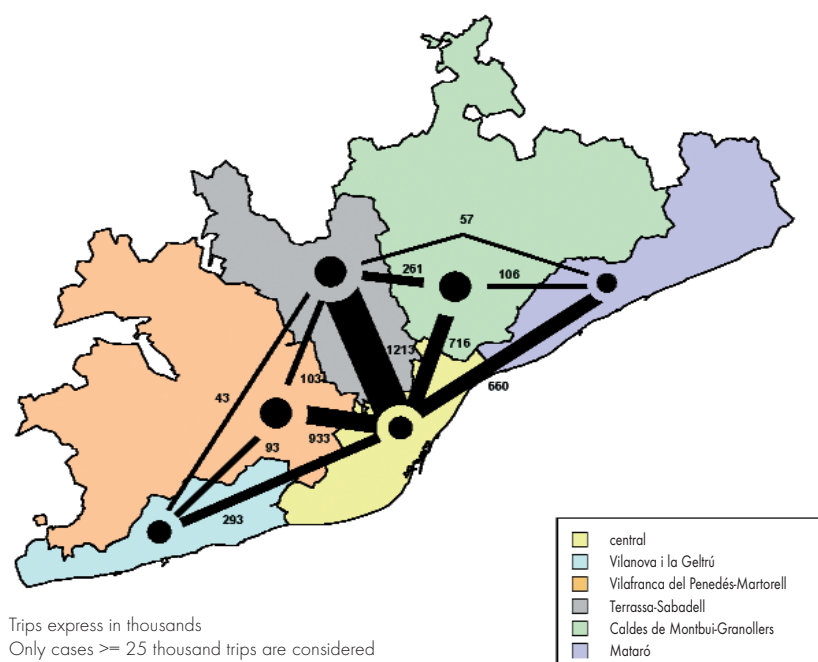 57
261
106
1213
716
660
43
103
933
93
293
central
Vilanova i la Geltrú
Vilafranca del Penedés-Martorell
Terrassa-Sabadell
Caldes de Montbui-Granollers
Mataró
Trips express in thousands
Only cases >= 25 thousand trips are considered